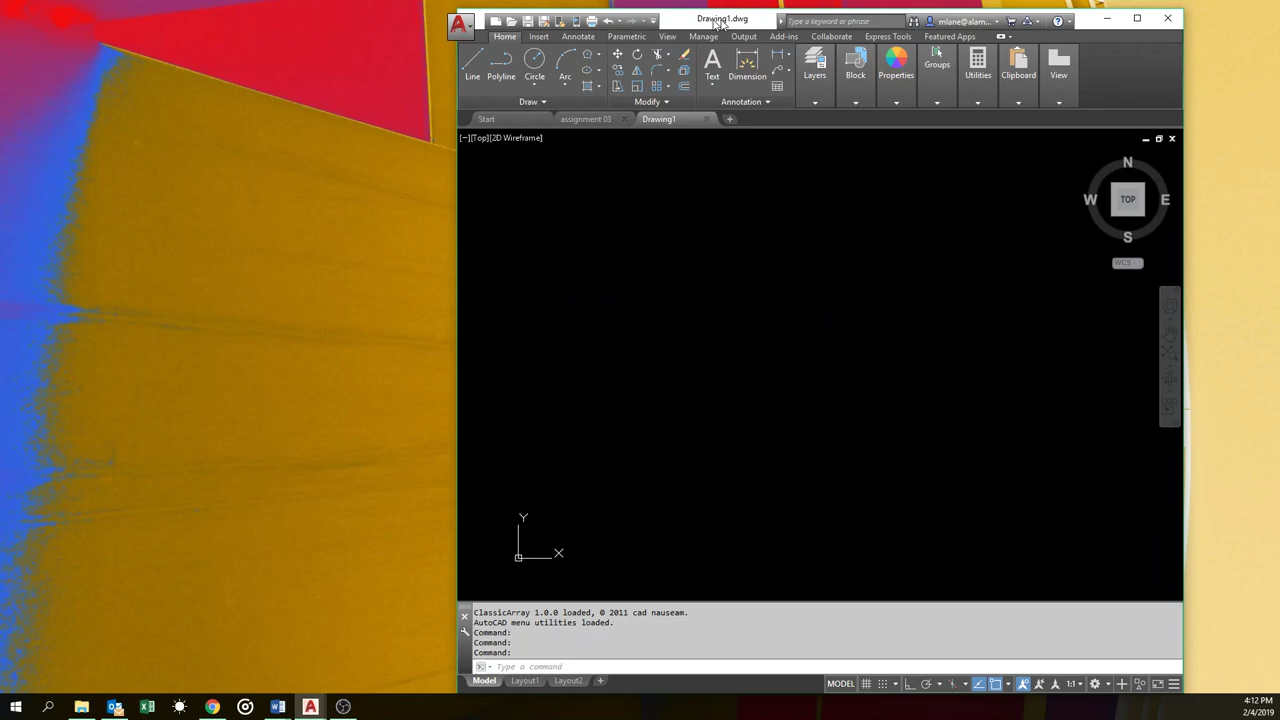 Drawing1.dwg
Type a keyword or phrase
mlane@alam...
Home Insert Annotate Parametric View Manage Output Add-ins Collaborate Express Tools Featured Apps
Line Polyline Circle Arc Text Dimension Layers Block Properties Groups Utilities Clipboard View
Draw Modify Annotation
Start assignment 03 Drawing1
[−][Top][2D Wireframe]
N
W TOP E
S
WCS
Y
X
ClassicArray 1.0.0 loaded, © 2011 cad nauseam.
AutoCAD menu utilities loaded.
Command:
Command:
Command:
Type a command
Model Layout1 Layout2
MODEL 1:1
4:12 PM
2/4/2019